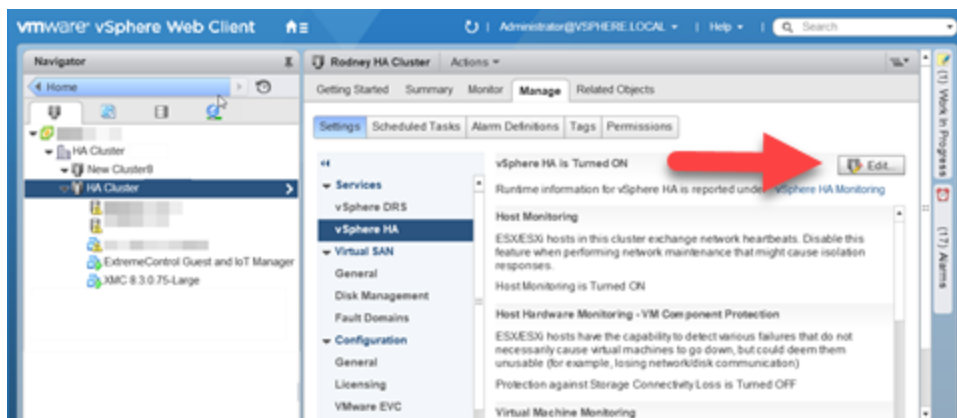 vmware vSphere Web Client
Administrator@VSPHERE.LOCAL
Help
Search
Navigator
Home
HA Cluster
New Cluster8
HA Cluster
ExtremeControl Guest and IoT Manager
XMC 8.3.0.75-Large
Rodney HA Cluster Actions
Getting Started Summary Monitor Manage Related Objects
Settings Scheduled Tasks Alarm Definitions Tags Permissions
Services
vSphere DRS
vSphere HA
Virtual SAN
General
Disk Management
Fault Domains
Configuration
General
Licensing
VMware EVC
vSphere HA is Turned ON
Edit...
Runtime information for vSphere HA is reported under vSphere HA Monitoring
Host Monitoring
ESX/ESXi hosts in this cluster exchange network heartbeats. Disable this
feature when performing network maintenance that might cause isolation
responses.
Host Monitoring is Turned ON
Host Hardware Monitoring - VM Component Protection
ESX/ESXi hosts have the capability to detect various failures that do not
necessarily cause virtual machines to go down, but could deem them
unusable (for example, losing network/disk communication)
Protection against Storage Connectivity Loss is Turned OFF
Virtual Machine Monitoring
(1) Work In Progress
(17) Alarms